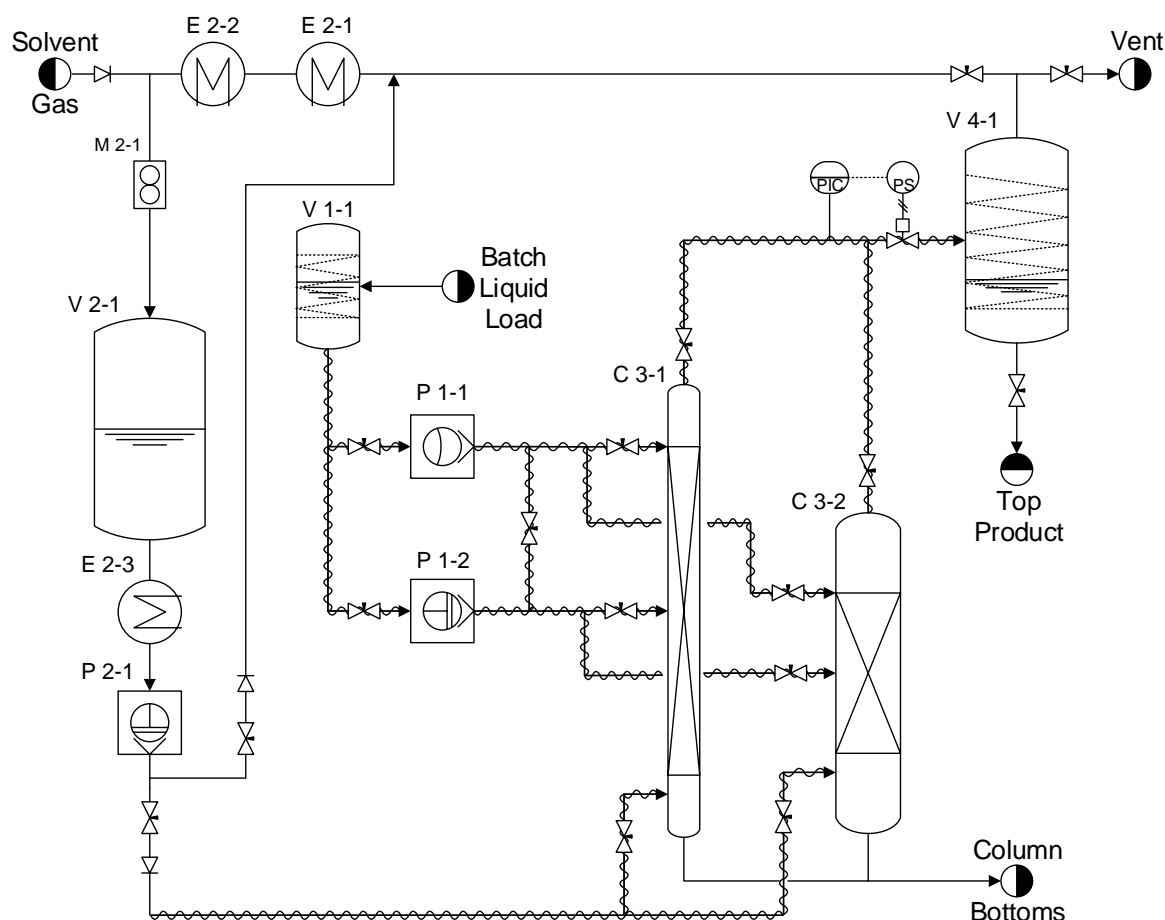 E 2-2
E 2-1
Solvent
Gas
Vent
M 2-1
V 4-1
PIC
PS
V 1-1
Batch
Liquid
Load
V 2-1
C 3-1
P 1-1
C 3-2
Top
Product
E 2-3
P 1-2
P 2-1
Column
Bottoms